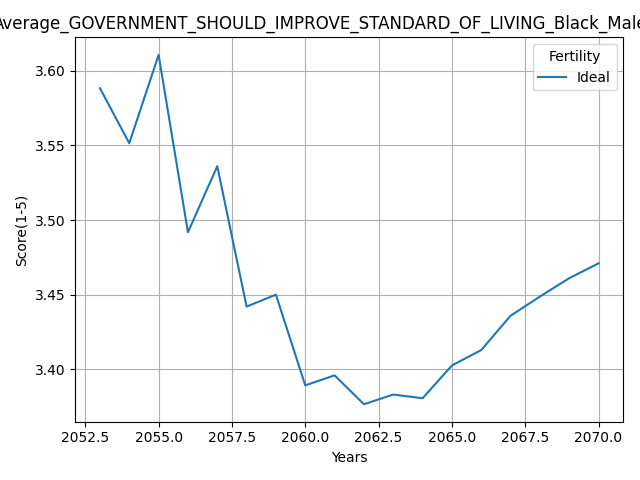 Average_GOVERNMENT_SHOULD_IMPROVE_STANDARD_OF_LIVING_Black_Male
Fertility
Ideal
3.60
3.55
3.50
3.45
3.40
Score(1-5)
2052.5 2055.0 2057.5 2060.0 2062.5 2065.0 2067.5 2070.0
Years